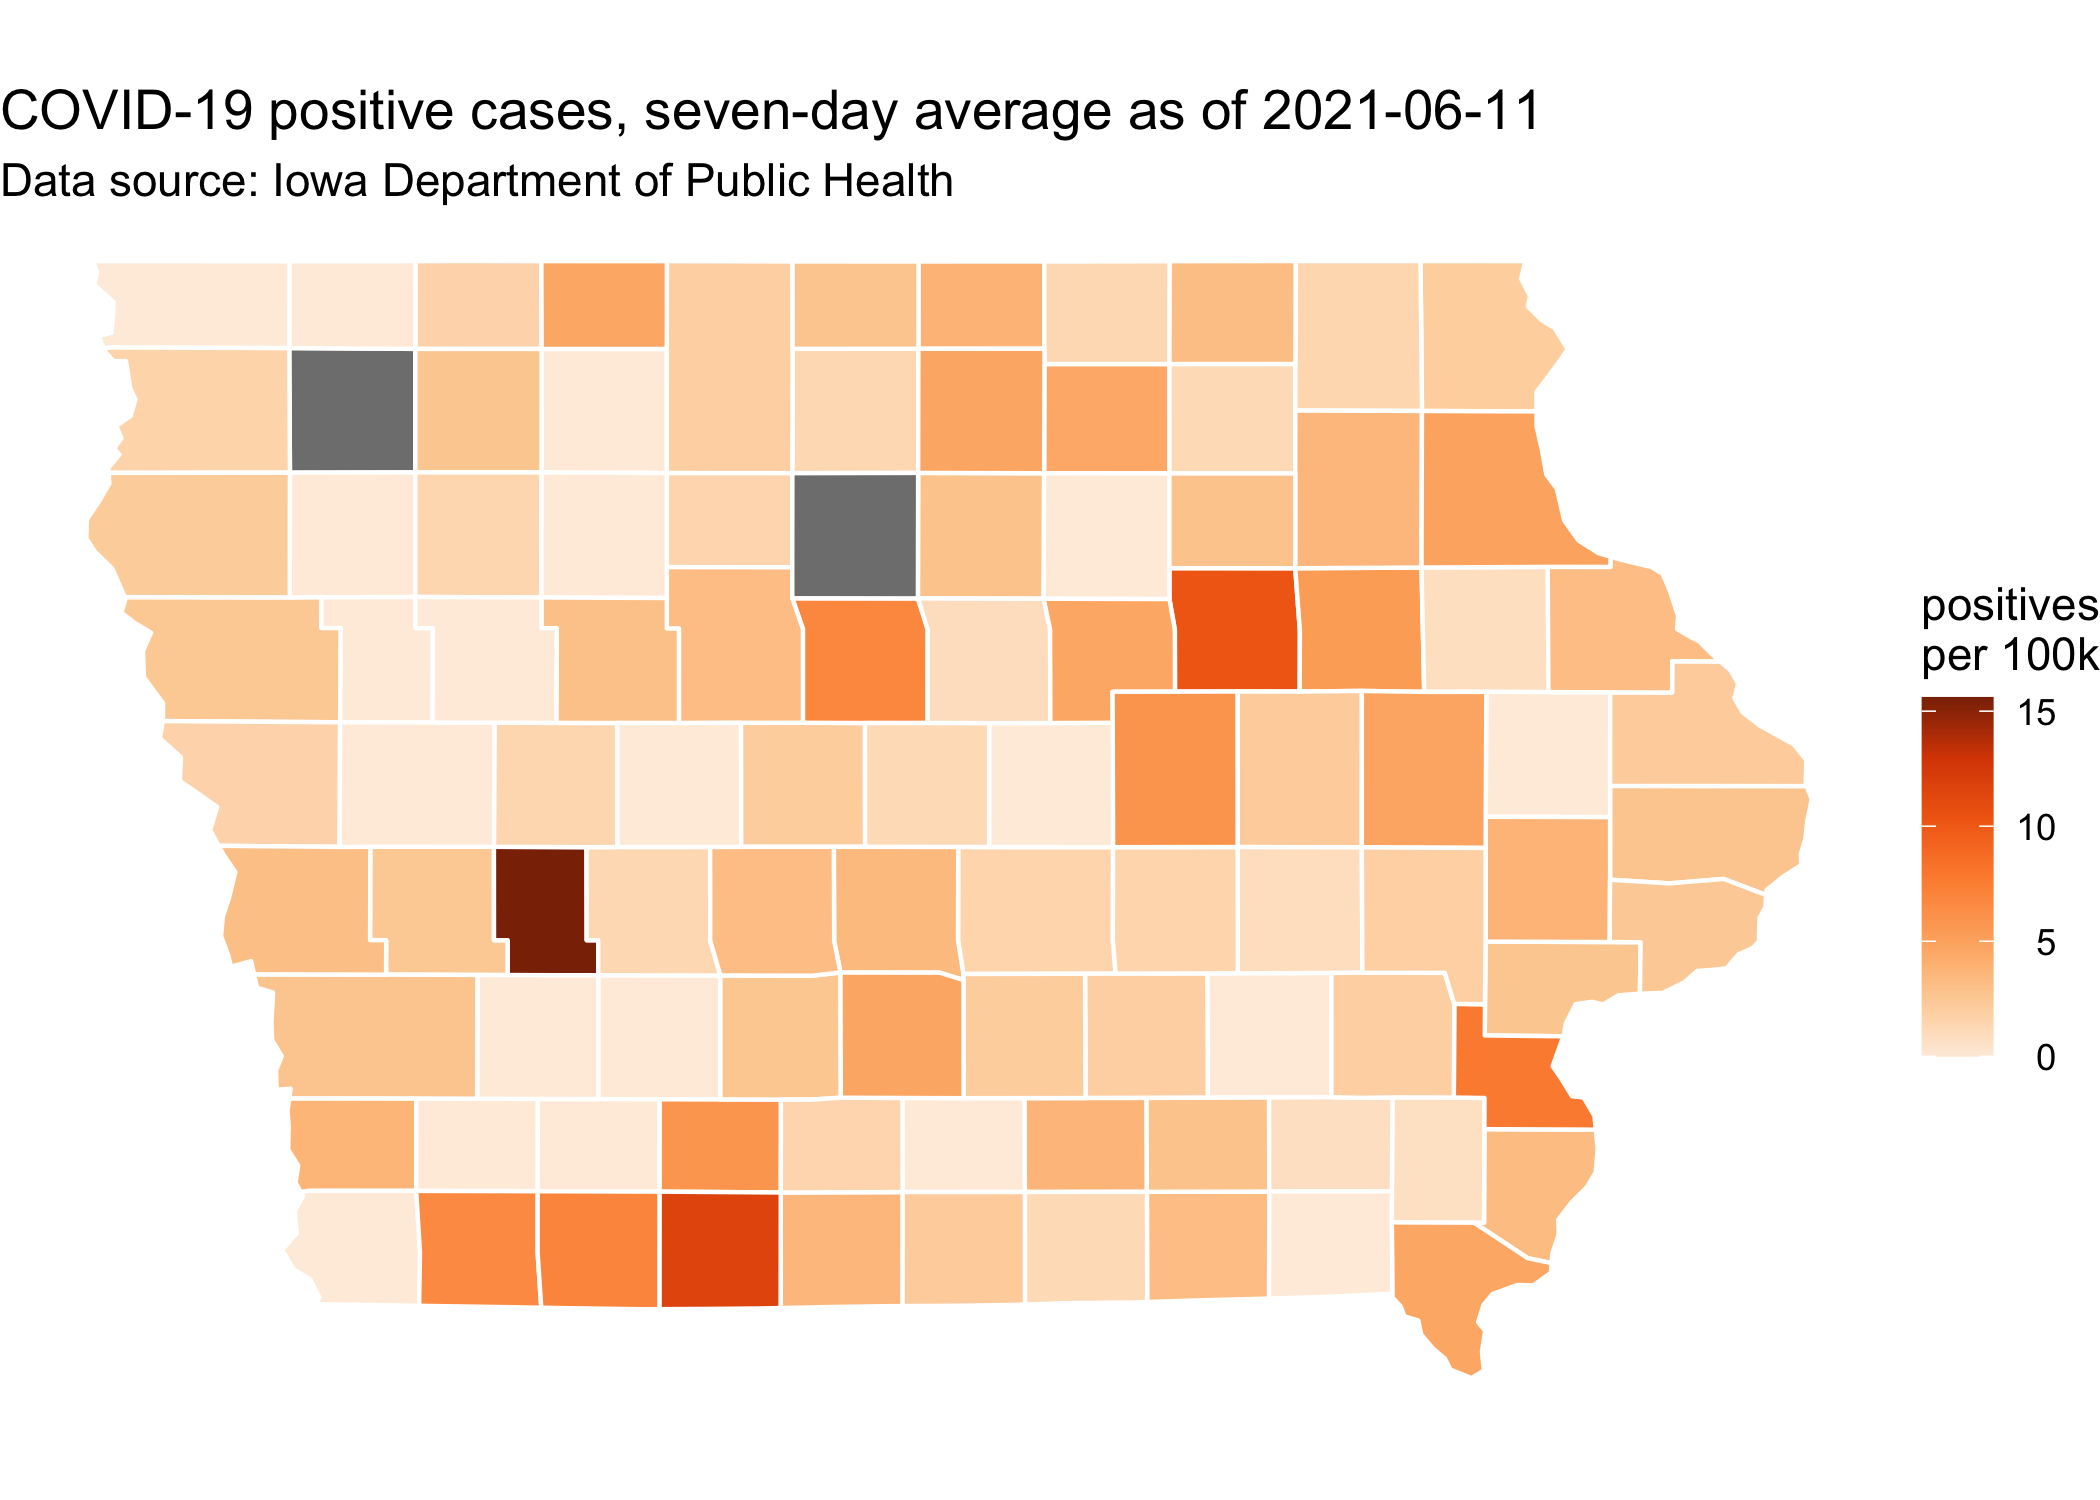 COVID-19 positive cases, seven-day average as of 2021-06-11
Data source: Iowa Department of Public Health
positives
per 100k
15
10
5
0